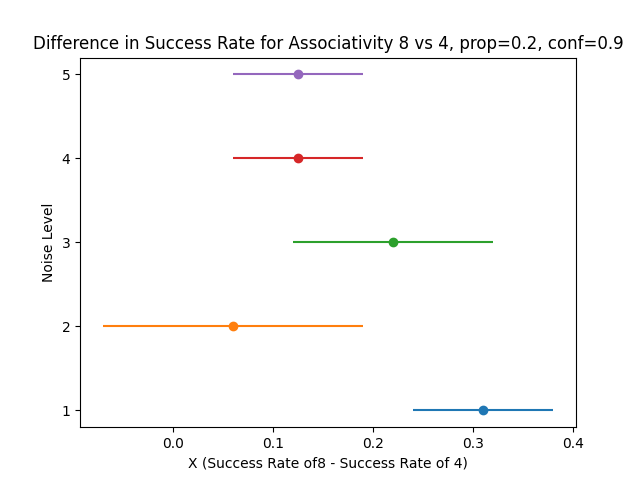 Difference in Success Rate for Associativity 8 vs 4, prop=0.2, conf=0.9
5
4
3
2
1
Noise Level
0.0 0.1 0.2 0.3 0.4
X (Success Rate of8 - Success Rate of 4)